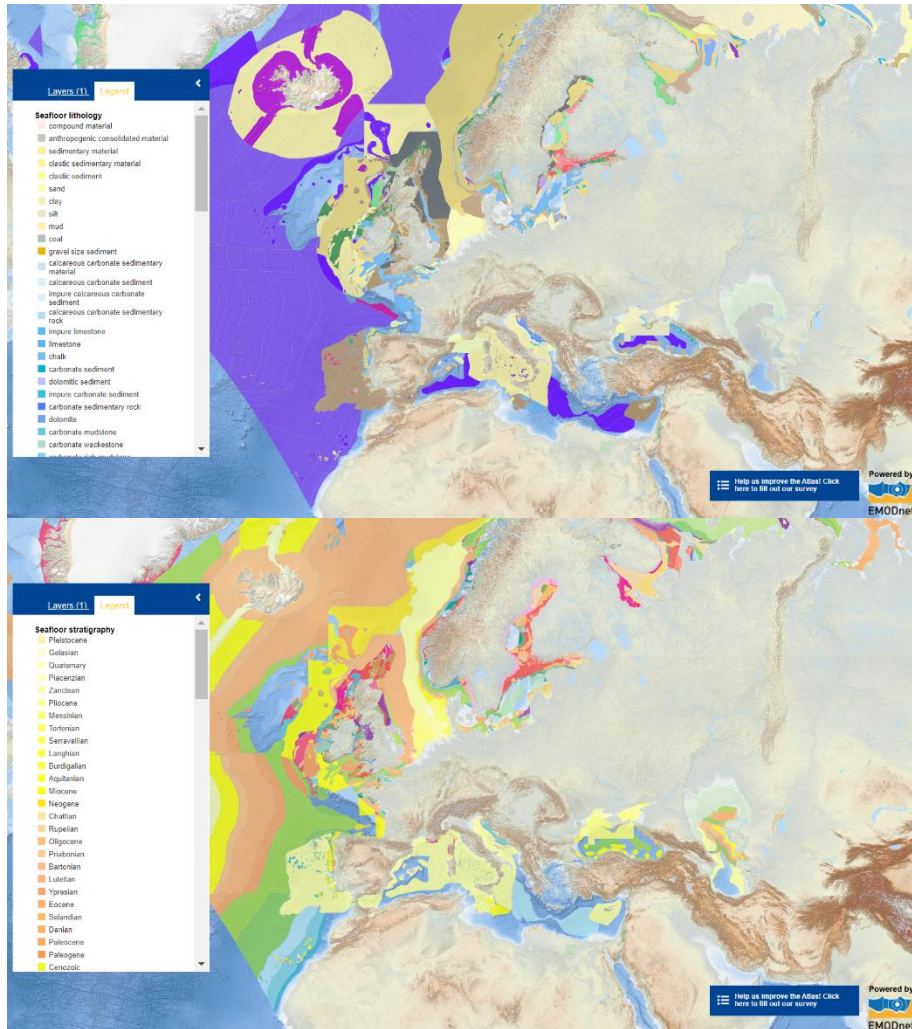 Layers (1) Legend
Seafloor lithology
compound material
anthropogenic consolidated material
sedimentary material
clastic sedimentary material
clastic sediment
sand
clay
silt
mud
coal
gravel size sediment
calcareous carbonate sedimentary
material
calcareous carbonate sediment
impure calcareous carbonate
sediment
calcareous carbonate sedimentary
rock
impure limestone
limestone
chalk
carbonate sediment
dolomitic sediment
impure carbonate sediment
carbonate sedimentary rock
dolomite
carbonate mudstone
carbonate wackestone
carbonate rich mudstone
Help us improve the Atlas! Click
here to fill out our survey
Powered by
EMODnet
Layers (1) Legend
Seafloor stratigraphy
Pleistocene
Gelasian
Quaternary
Piacenzian
Zanclean
Pliocene
Messinian
Tortonian
Serravallian
Langhian
Burdigalian
Aquitanian
Miocene
Neogene
Chattian
Rupelian
Oligocene
Priabonian
Bartonian
Lutetian
Ypresian
Eocene
Selandian
Danian
Paleocene
Paleogene
Cenozoic
Help us improve the Atlas! Click
here to fill out our survey
Powered by
EMODnet